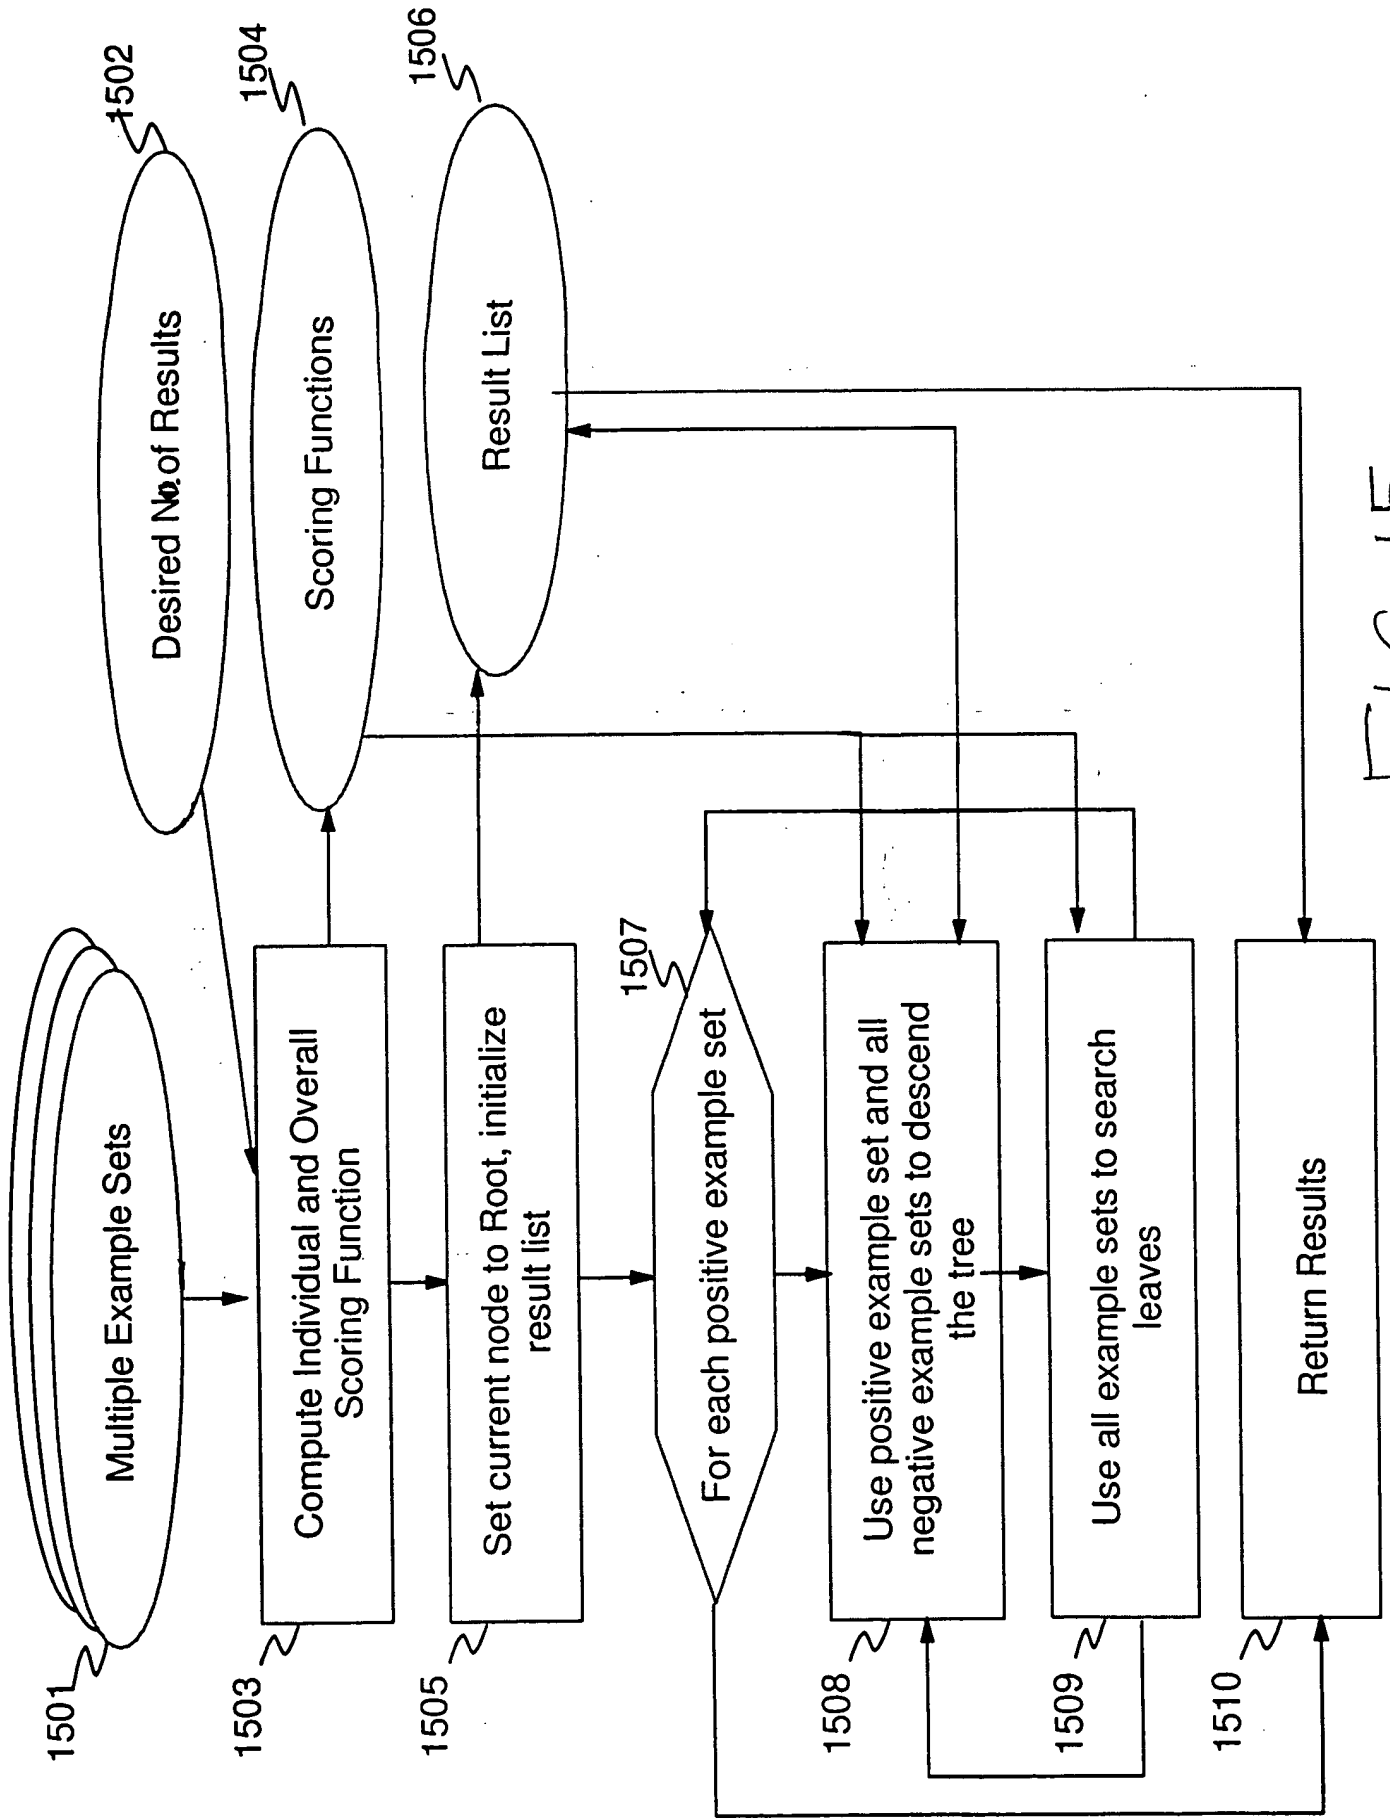 1501
Multiple Example Sets
1502
Desired No. of Results
1503
Compute Individual and Overall
Scoring Function
1504
Scoring Functions
1505
Set current node to Root, initialize
result list
1506
Result List
1507
For each positive example set
1508
Use positive example set and all
negative example sets to descend
the tree
1509
Use all example sets to search
leaves
1510
Return Results